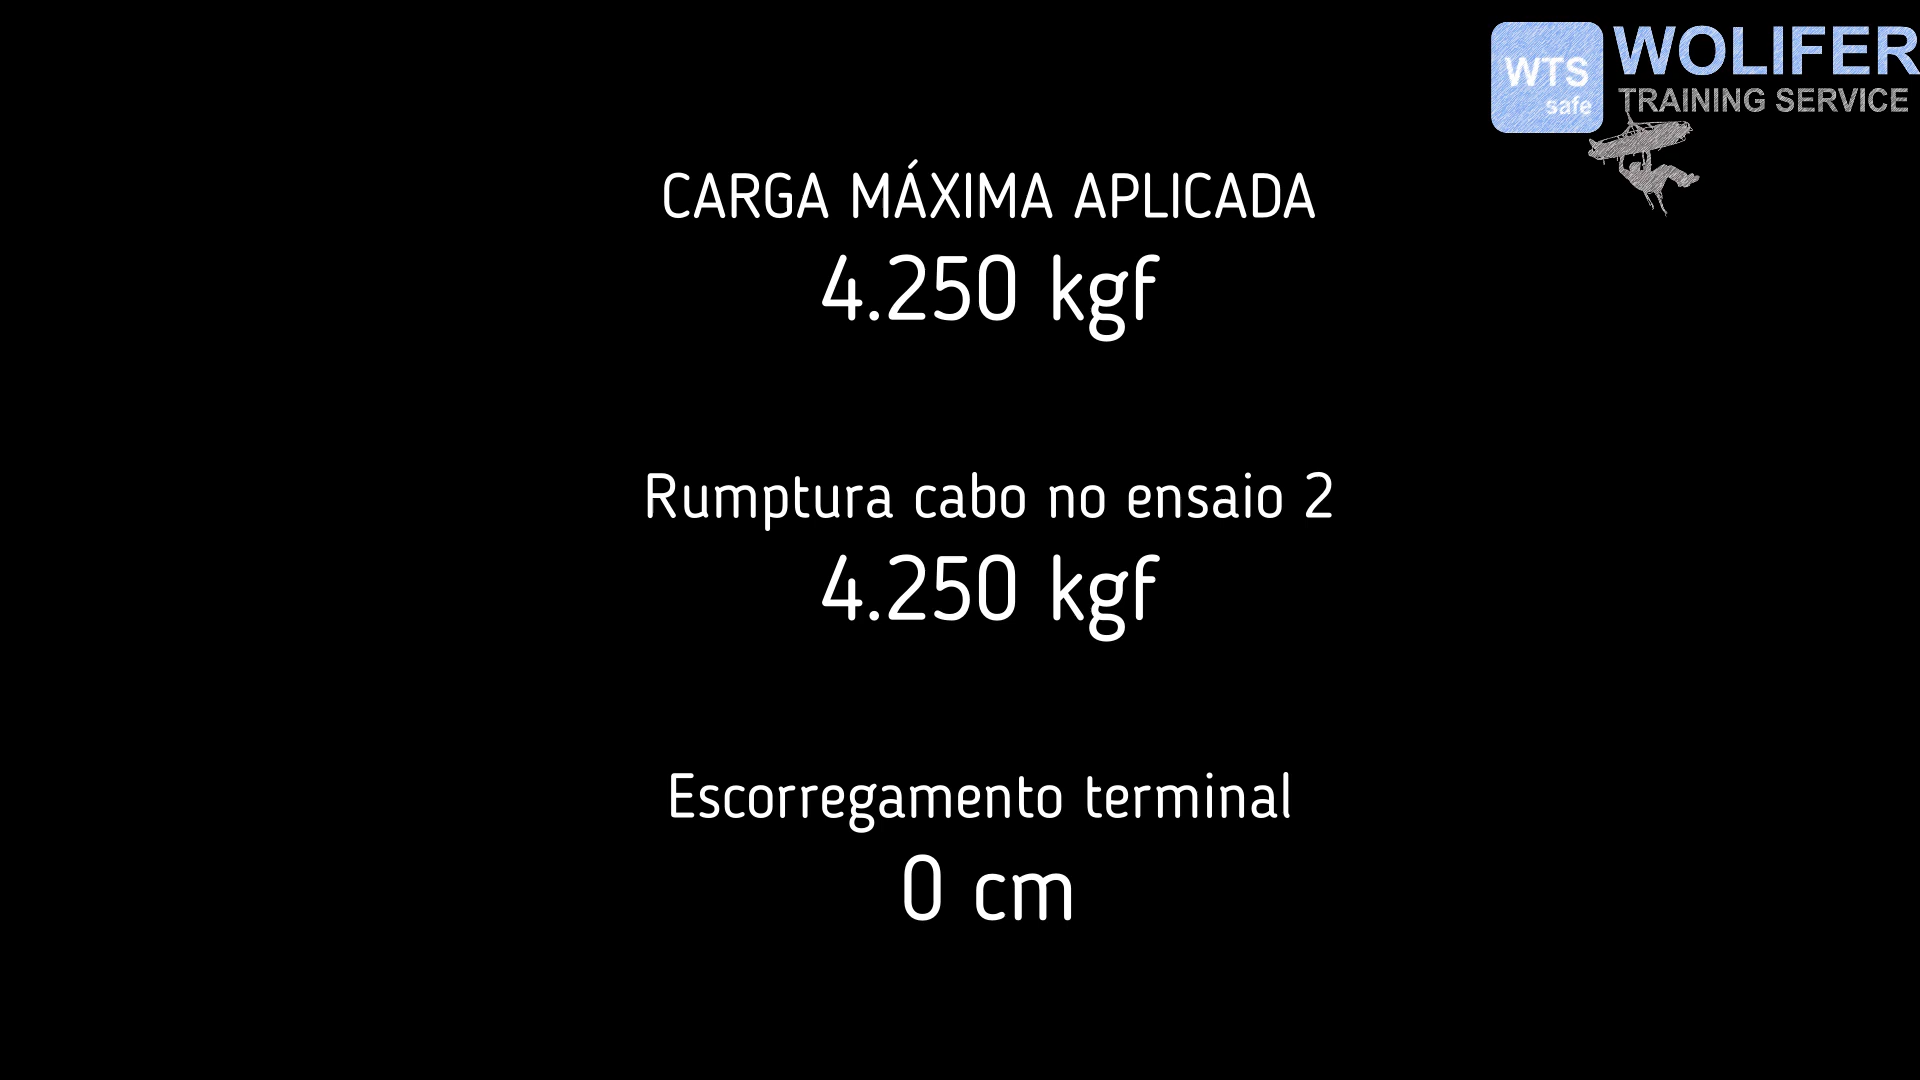 WTS
safe
WOLIFER
TRAINING SERVICE
CARGA MÁXIMA APLICADA
4.250 kgf
Rumptura cabo no ensaio 2
4.250 kgf
Escorregamento terminal
0 cm